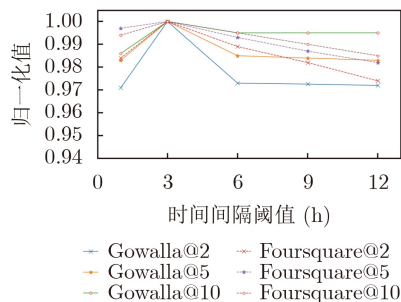 1.00
0.99
0.98
0.97
0.96
0.95
0.94
归一化值
0 3 6 9 12
时间间隔阈值 (h)
Gowalla@2 Foursquare@2
Gowalla@5 Foursquare@5
Gowalla@10 Foursquare@10